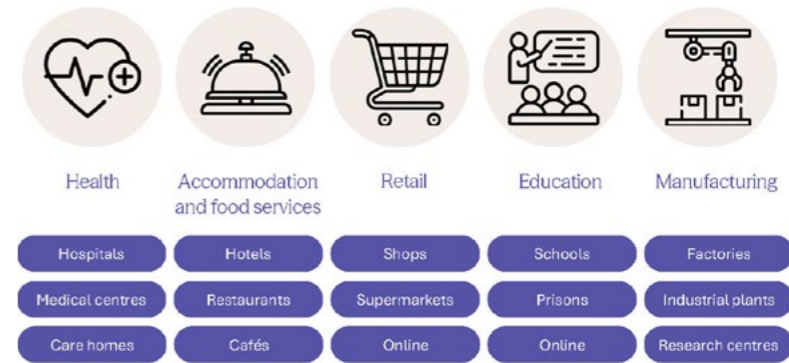 Health
Accommodation
and food services
Retail
Education
Manufacturing
Hospitals
Hotels
Shops
Schools
Factories
Medical centres
Restaurants
Supermarkets
Prisons
Industrial plants
Care homes
Cafés
Online
Online
Research centres